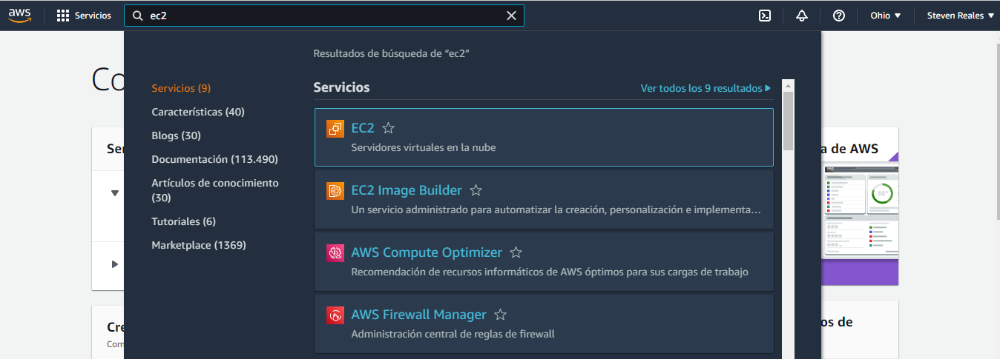 aws
Servicios
ec2
Ohio
Steven Reales
Resultados de búsqueda de “ec2”
Servicios (9)
Características (40)
Blogs (30)
Documentación (113.490)
Artículos de conocimiento
(30)
Tutoriales (6)
Marketplace (1369)
Servicios
Ver todos los 9 resultados
EC2
Servidores virtuales en la nube
EC2 Image Builder
Un servicio administrado para automatizar la creación, personalización e implementa…
AWS Compute Optimizer
Recomendación de recursos informáticos de AWS óptimos para sus cargas de trabajo
AWS Firewall Manager
Administración central de reglas de firewall
Co
Ser
Cre
Com
a de AWS
os de